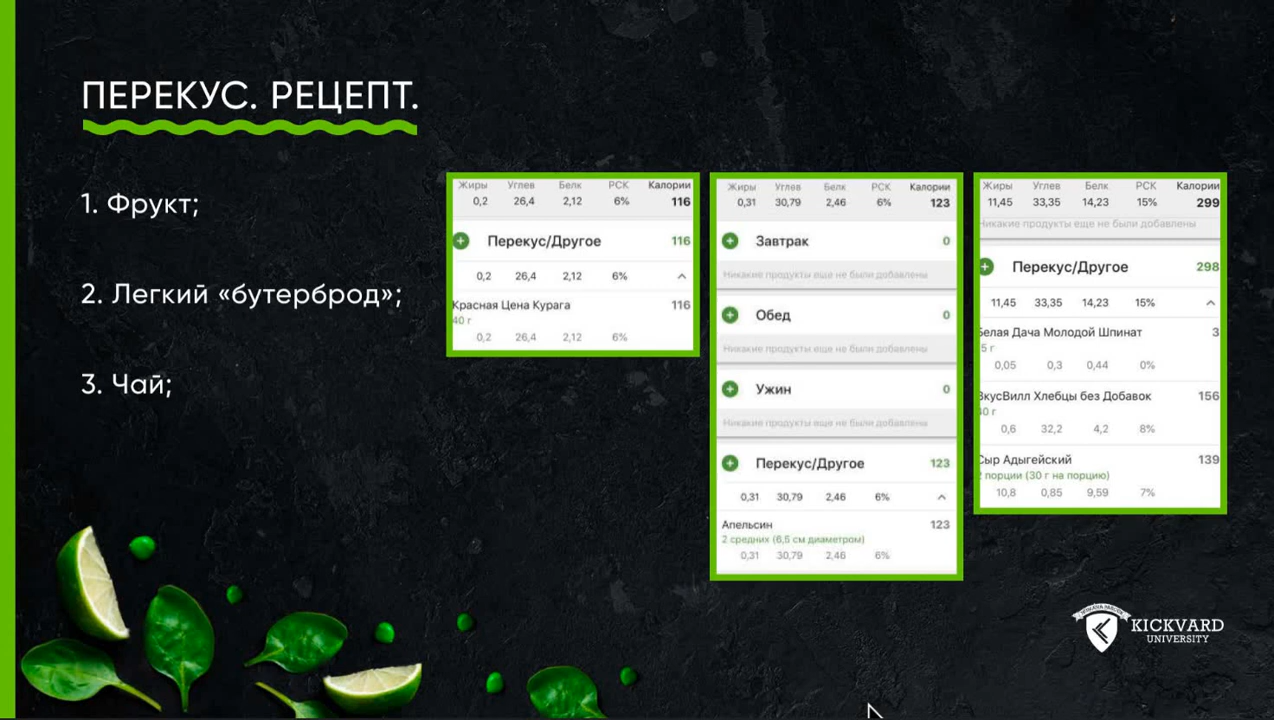 ПЕРЕКУС. РЕЦЕПТ.
1. Фрукт;
2. Легкий «бутерброд»;
3. Чай;
Жиры Углев Белк РСК Калории
0,2 26,4 2,12 6% 116
Перекус/Другое 116
0,2 26,4 2,12 6%
Красная Цена Курага 116
40 г
0,2 26,4 2,12 6%
Жиры Углев Белк РСК Калории
0,31 30,79 2,46 6% 123
Завтрак 0
Никакие продукты еще не были добавлены
Обед 0
Никакие продукты еще не были добавлены
Ужин 0
Никакие продукты еще не были добавлены
Перекус/Другое 123
0,31 30,79 2,46 6%
Апельсин 123
2 средних (6,5 см диаметром)
0,31 30,79 2,46 6%
Жиры Углев Белк РСК Калории
11,45 33,35 14,23 15% 299
Никакие продукты еще не были добавлены
Перекус/Другое 298
11,45 33,35 14,23 15%
Белая Дача Молодой Шпинат 3
5 г
0,05 0,3 0,44 0%
ВкусВилл Хлебцы без Добавок 156
40 г
0,6 32,2 4,2 8%
Сыр Адыгейский 139
2 порции (30 г на порцию)
10,8 0,85 9,59 7%
KICKVARD
UNIVERSITY